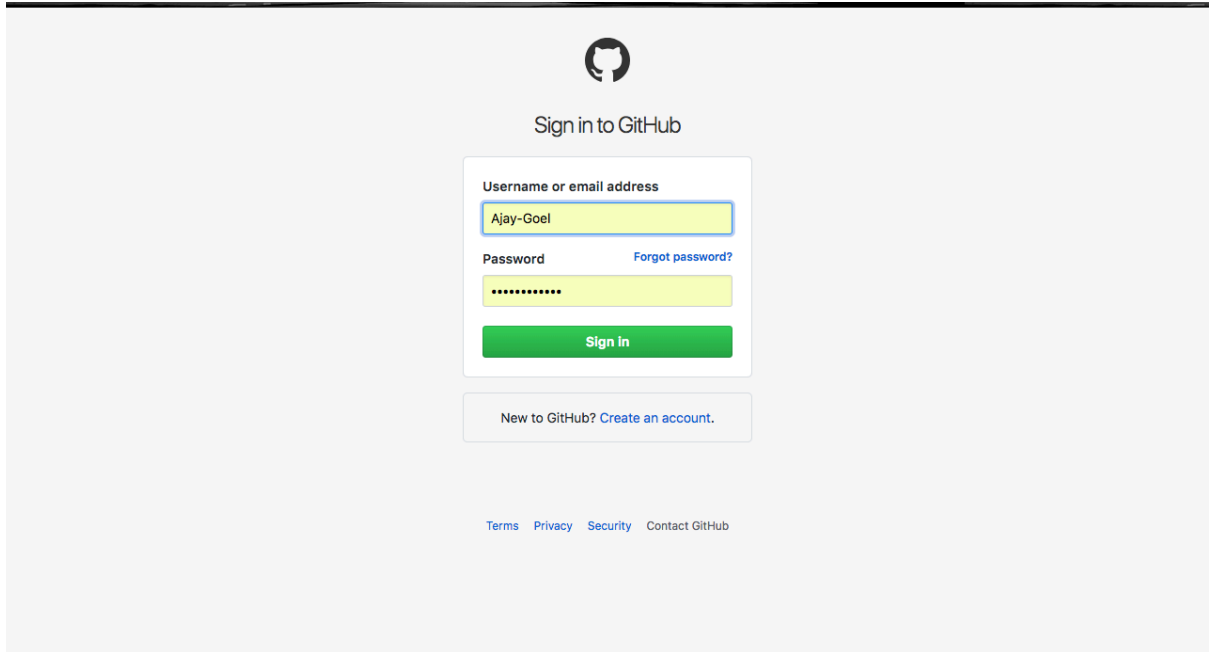 Sign in to GitHub
Username or email address
Ajay-Goel
Password Forgot password?
••••••••••••
Sign in
New to GitHub? Create an account.
Terms Privacy Security Contact GitHub